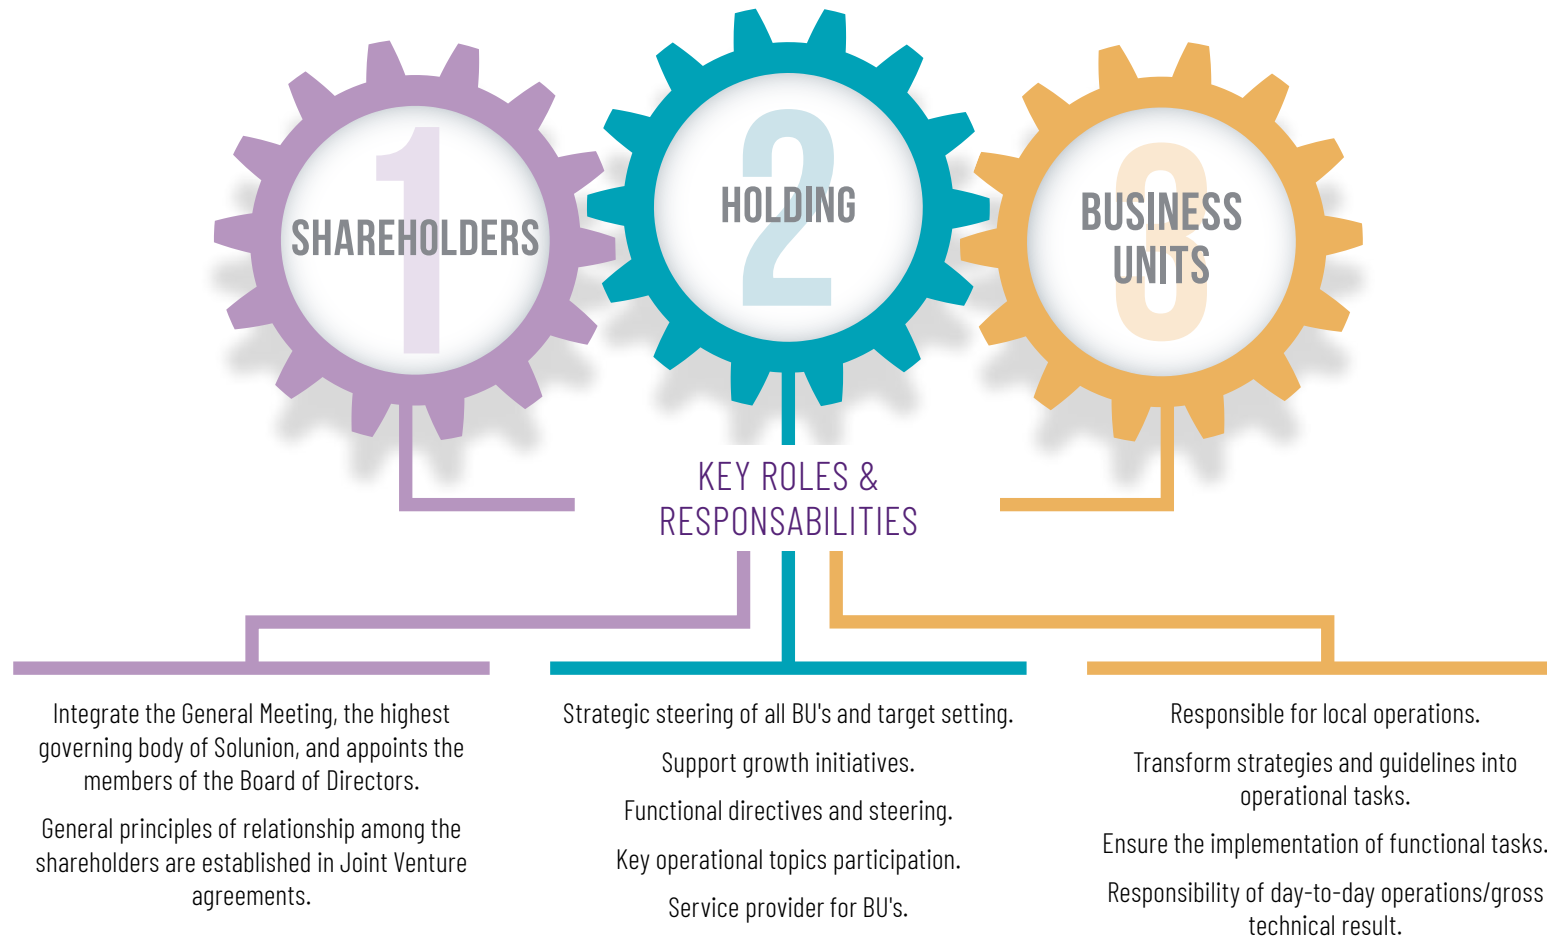 1
SHAREHOLDERS
2
HOLDING
3
BUSINESS
UNITS
KEY ROLES &
RESPONSABILITIES
Integrate the General Meeting, the highest
governing body of Solunion, and appoints the
members of the Board of Directors.
General principles of relationship among the
shareholders are established in Joint Venture
agreements.
Strategic steering of all BU's and target setting.
Support growth initiatives.
Functional directives and steering.
Key operational topics participation.
Service provider for BU's.
Responsible for local operations.
Transform strategies and guidelines into
operational tasks.
Ensure the implementation of functional tasks.
Responsibility of day-to-day operations/gross
technical result.